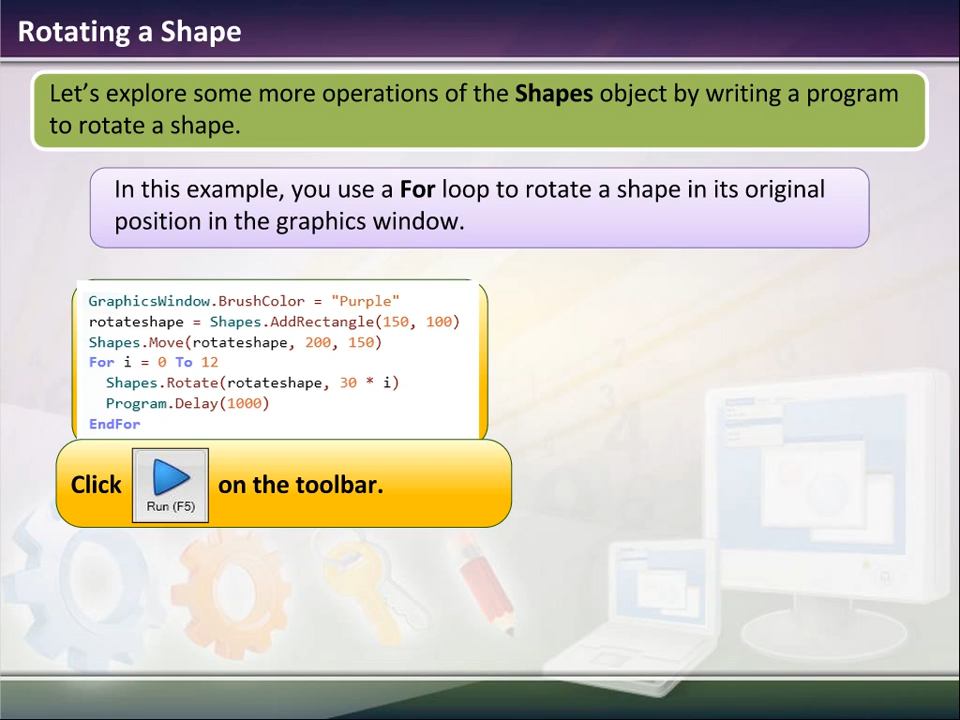 Rotating a Shape
Let's explore some more operations of the Shapes object by writing a program
to rotate a shape.
In this example, you use a For loop to rotate a shape in its original
position in the graphics window.
GraphicsWindow.BrushColor = "Purple"
rotateshape = Shapes.AddRectangle(150, 100)
Shapes.Move(rotateshape, 200, 150)
For i = 0 To 12
  Shapes.Rotate(rotateshape, 30 * i)
  Program.Delay(1000)
EndFor
Click Run (F5) on the toolbar.